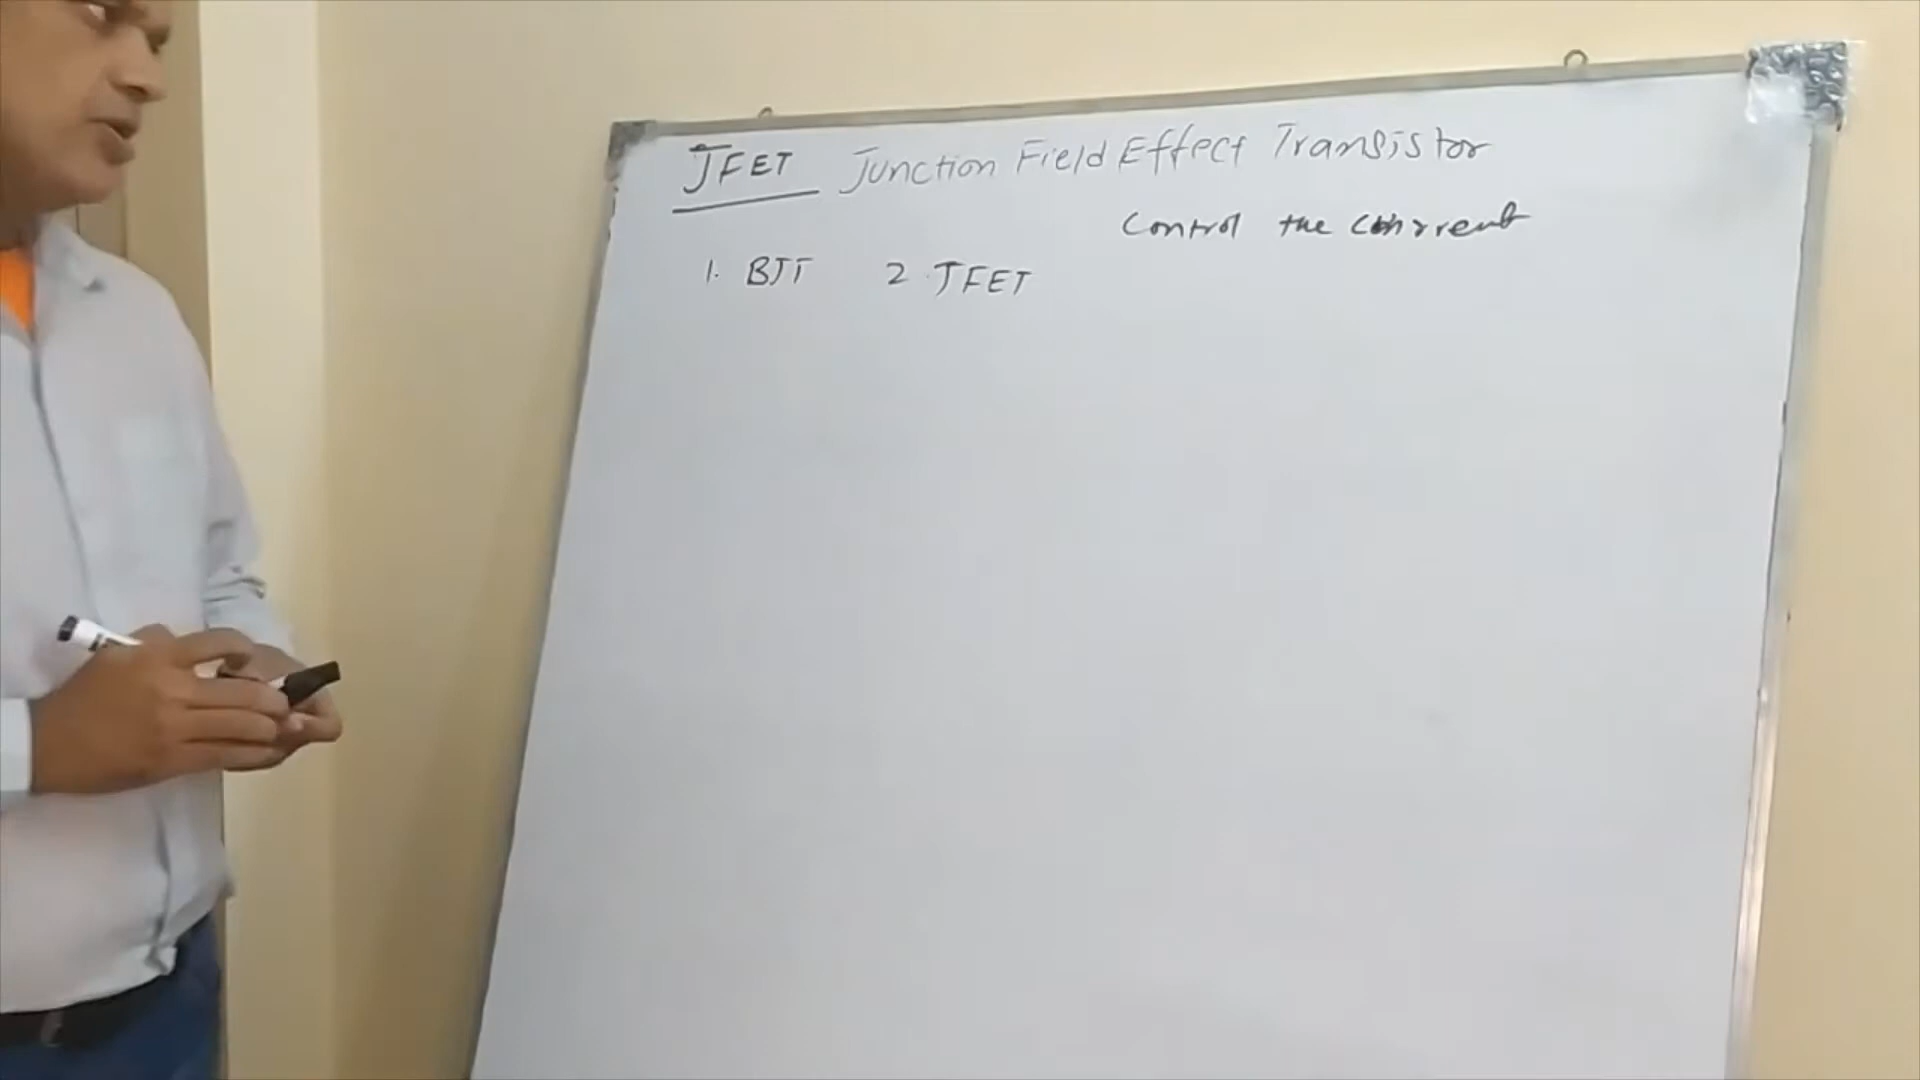 JFET Junction Field Effect Transistor
Control the current
1. BJT 2. JFET